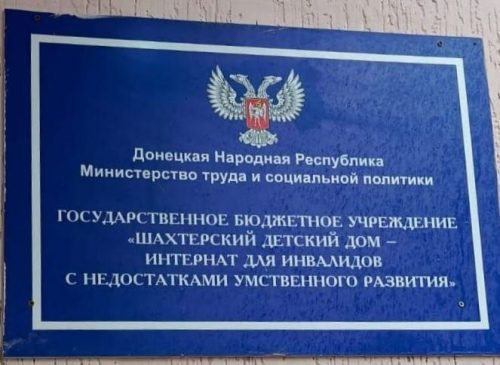 Донецкая Народная Республика
Министерство труда и социальной политики
ГОСУДАРСТВЕННОЕ БЮДЖЕТНОЕ УЧРЕЖДЕНИЕ
«ШАХТЕРСКИЙ ДЕТСКИЙ ДОМ –
ИНТЕРНАТ ДЛЯ ИНВАЛИДОВ
С НЕДОСТАТКАМИ УМСТВЕННОГО РАЗВИТИЯ»